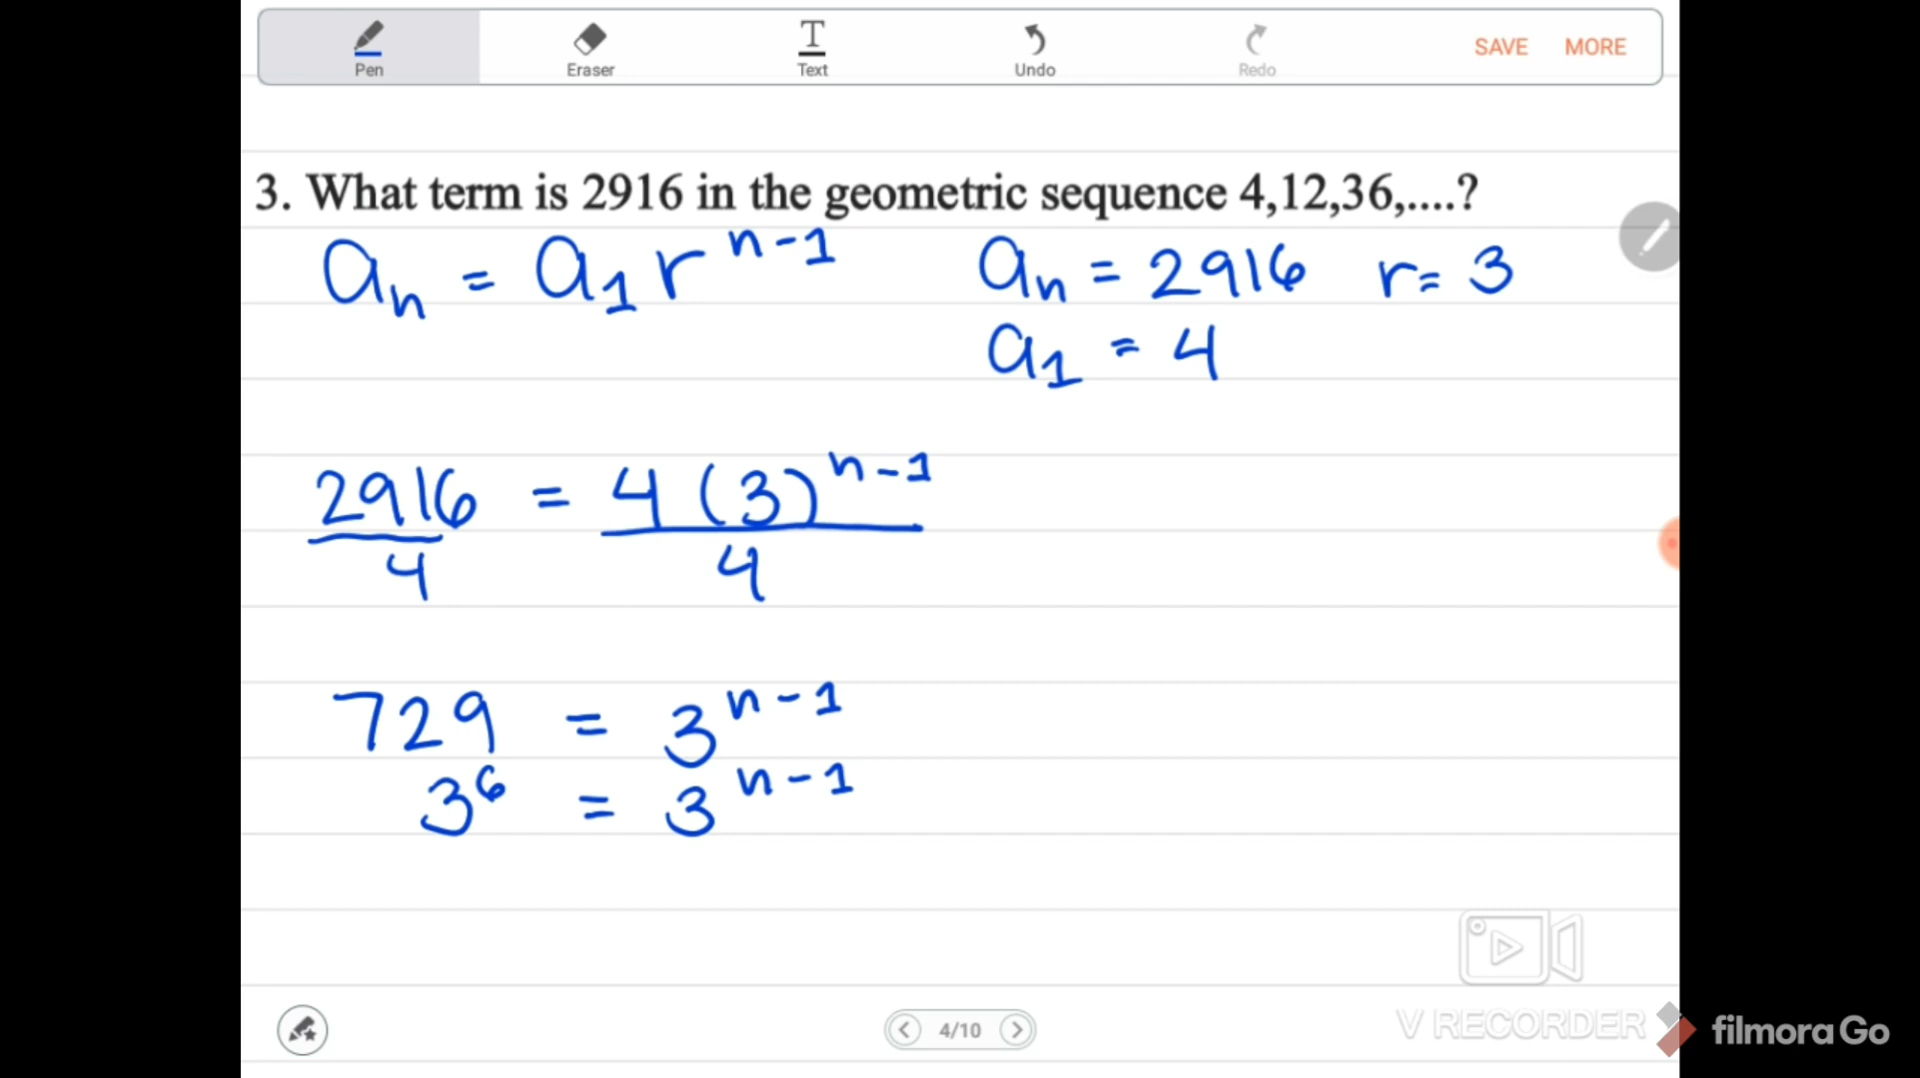 Pen Eraser Text Undo Redo SAVE MORE
3. What term is 2916 in the geometric sequence 4,12,36,....?
aₙ = a₁ r^(n-1) aₙ = 2916 r = 3
a₁ = 4
2916 = 4 (3)^(n-1)
4 4
729 = 3^(n-1)
3^6 = 3^(n-1)
4/10
V RECORDER
filmoraGo